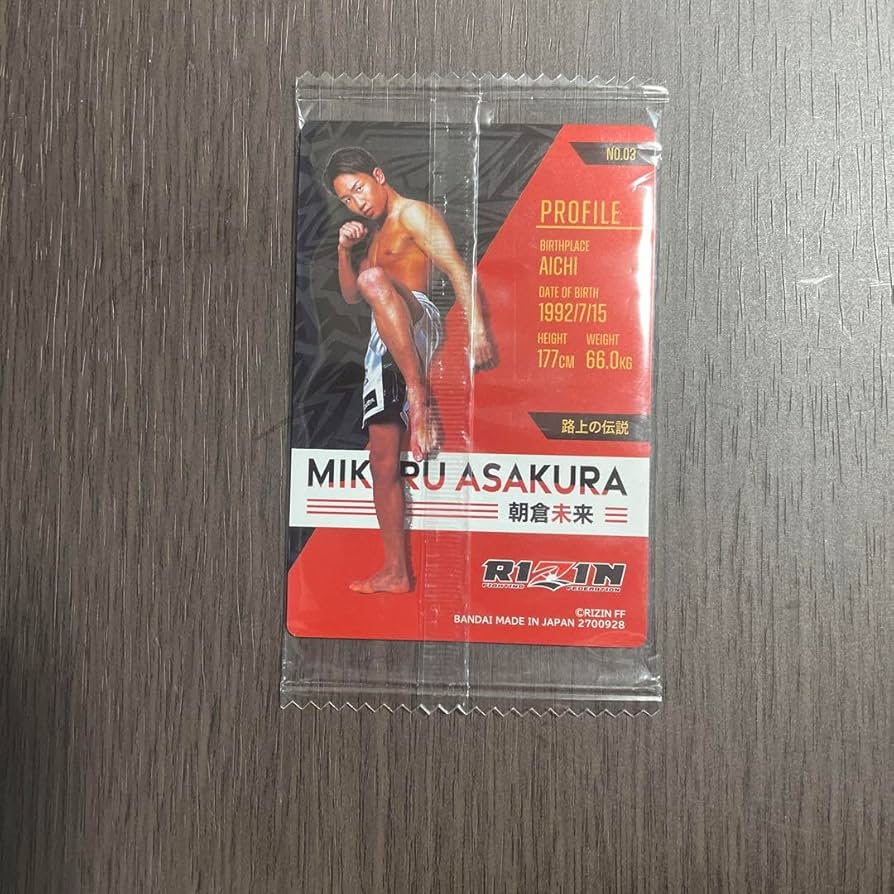 NO.03
PROFILE
BIRTHPLACE
AICHI
DATE OF BIRTH
1992/7/15
HEIGHT WEIGHT
177CM 66.0KG
路上の伝説
MIKURU ASAKURA
朝倉未来
RIZIN
FIGHTING FEDERATION
©RIZIN FF
BANDAI MADE IN JAPAN 2700928